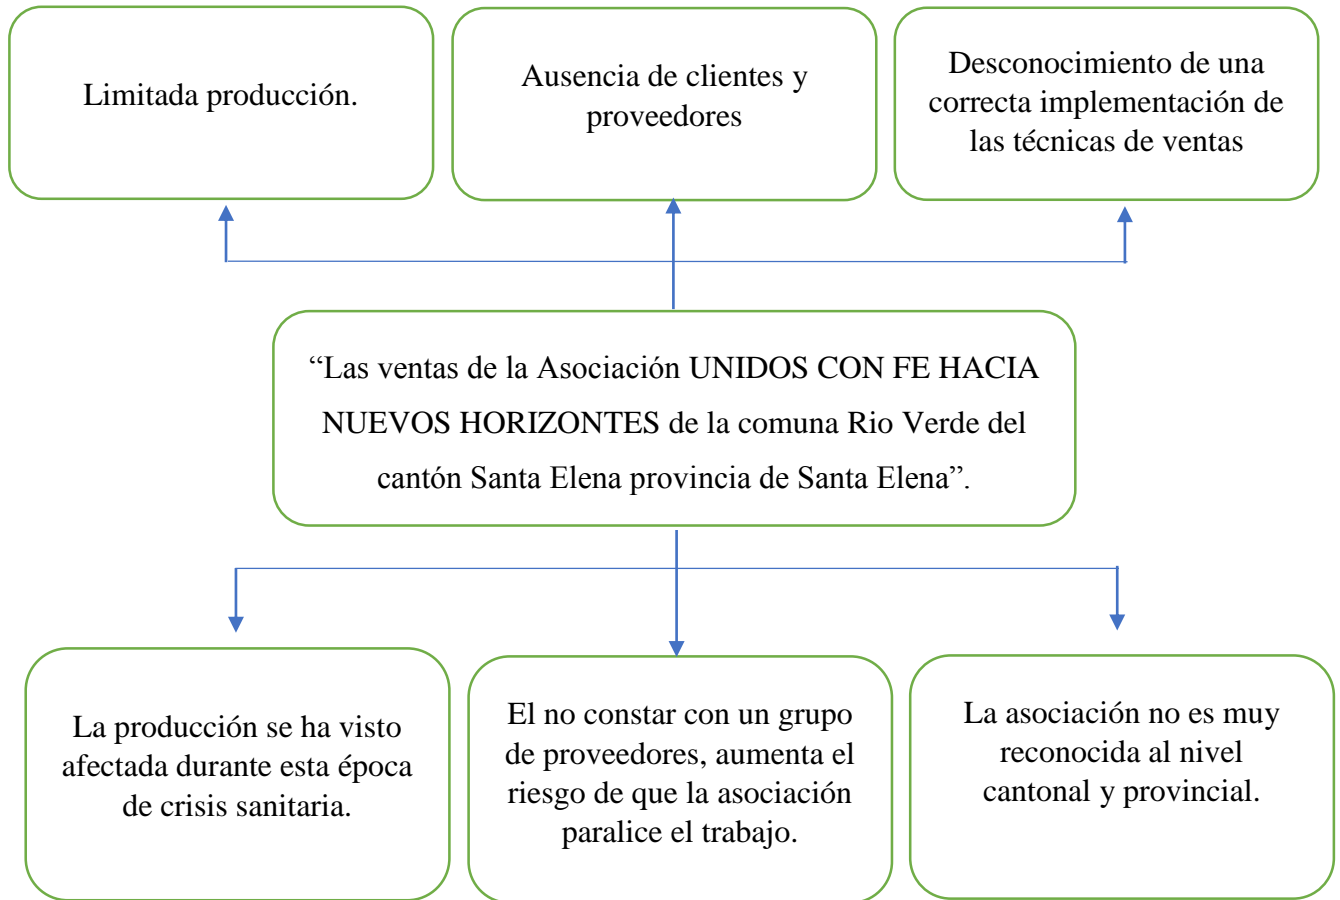 Limitada producción.
Ausencia de clientes y
proveedores
Desconocimiento de una
correcta implementación de
las técnicas de ventas
“Las ventas de la Asociación UNIDOS CON FE HACIA
NUEVOS HORIZONTES de la comuna Rio Verde del
cantón Santa Elena provincia de Santa Elena”.
La producción se ha visto
afectada durante esta época
de crisis sanitaria.
El no constar con un grupo
de proveedores, aumenta el
riesgo de que la asociación
paralice el trabajo.
La asociación no es muy
reconocida al nivel
cantonal y provincial.